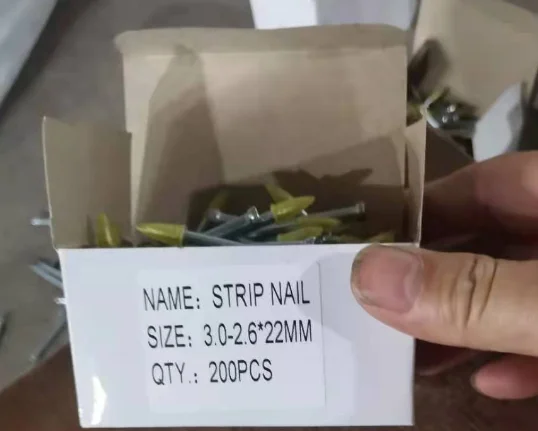 NAME: STRIP NAIL
SIZE: 3.0-2.6*22MM
QTY.: 200PCS